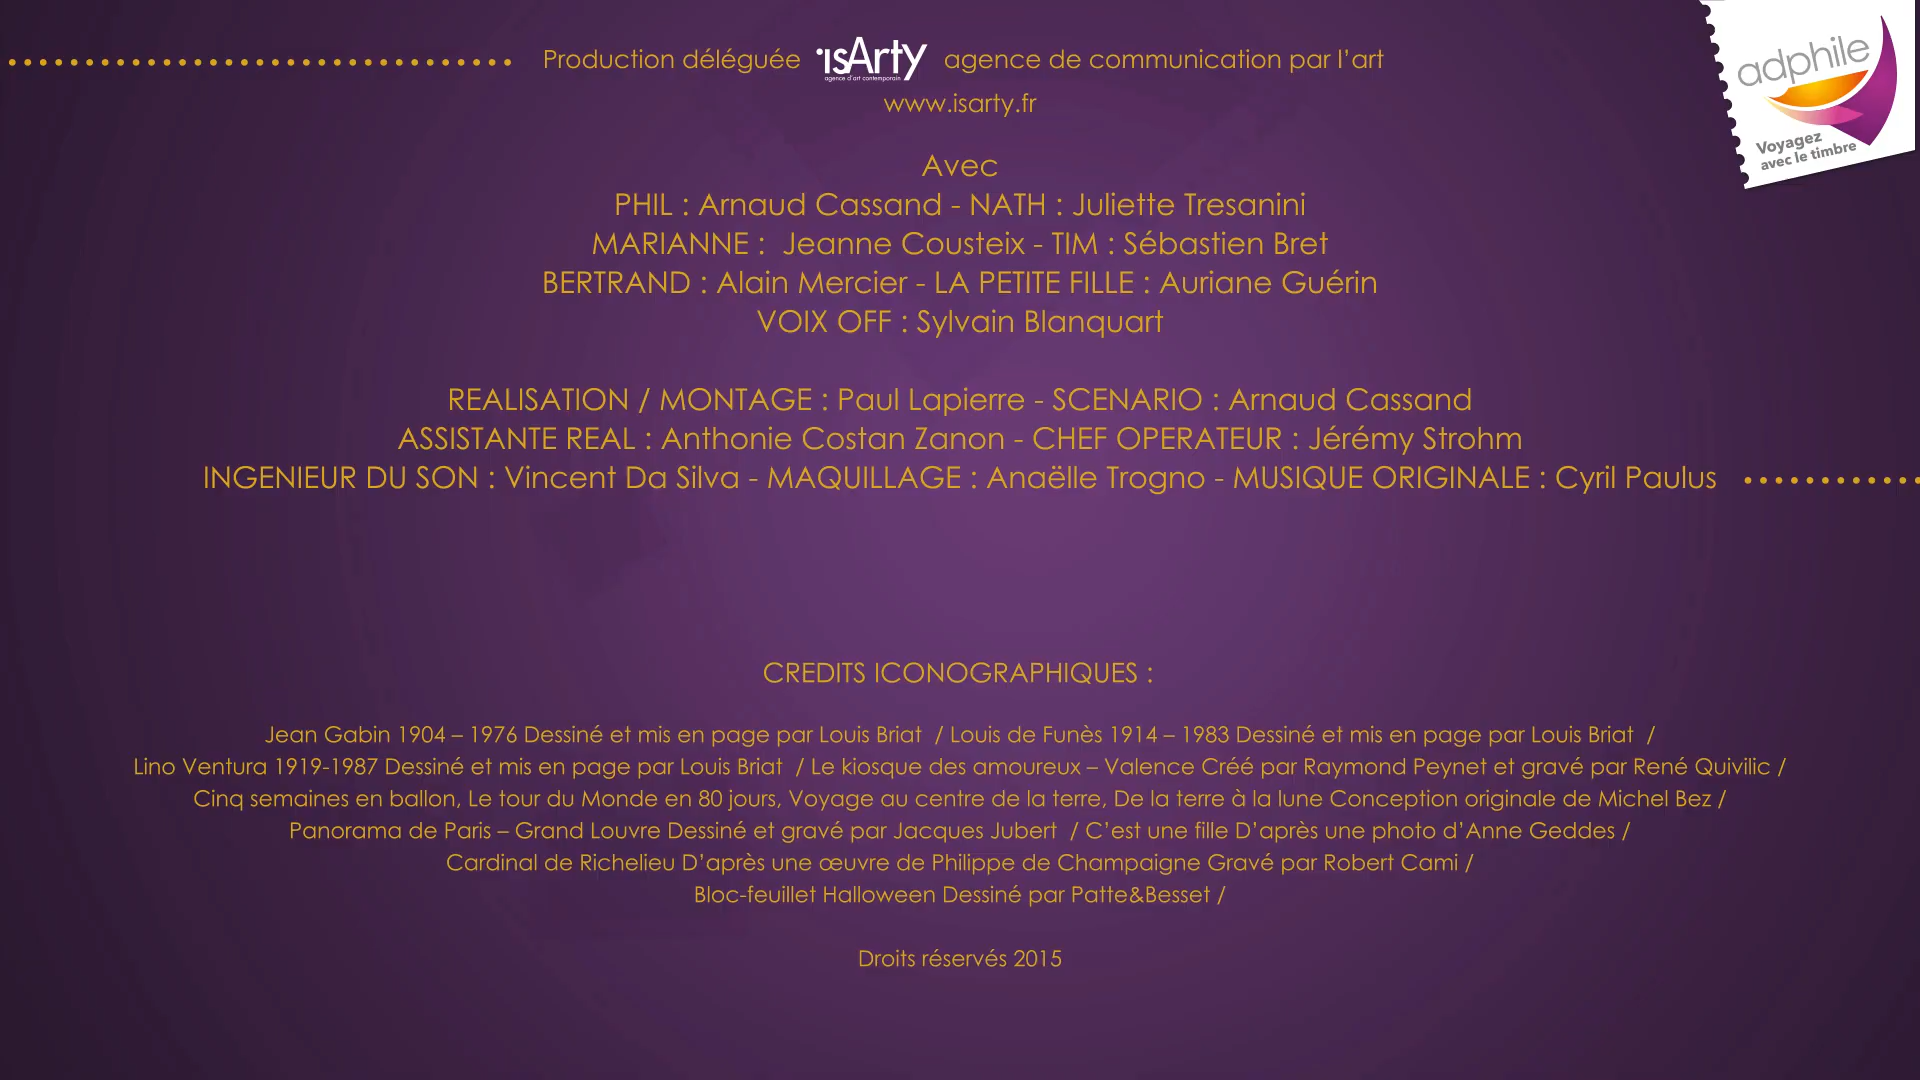 Production déléguée isArty agence de communication par l'art
agence d'art contemporain
www.isarty.fr
adphile
Voyagez
avec le timbre
Avec
PHIL : Arnaud Cassand - NATH : Juliette Tresanini
MARIANNE :  Jeanne Cousteix - TIM : Sébastien Bret
BERTRAND : Alain Mercier - LA PETITE FILLE : Auriane Guérin
VOIX OFF : Sylvain Blanquart
REALISATION / MONTAGE : Paul Lapierre - SCENARIO : Arnaud Cassand
ASSISTANTE REAL : Anthonie Costan Zanon - CHEF OPERATEUR : Jérémy Strohm
INGENIEUR DU SON : Vincent Da Silva - MAQUILLAGE : Anaëlle Trogno - MUSIQUE ORIGINALE : Cyril Paulus
CREDITS ICONOGRAPHIQUES :
Jean Gabin 1904 – 1976 Dessiné et mis en page par Louis Briat  / Louis de Funès 1914 – 1983 Dessiné et mis en page par Louis Briat  /
Lino Ventura 1919-1987 Dessiné et mis en page par Louis Briat  / Le kiosque des amoureux – Valence Créé par Raymond Peynet et gravé par René Quivilic /
Cinq semaines en ballon, Le tour du Monde en 80 jours, Voyage au centre de la terre, De la terre à la lune Conception originale de Michel Bez /
Panorama de Paris – Grand Louvre Dessiné et gravé par Jacques Jubert  / C'est une fille D'après une photo d'Anne Geddes /
Cardinal de Richelieu D'après une œuvre de Philippe de Champaigne Gravé par Robert Cami /
Bloc-feuillet Halloween Dessiné par Patte&Besset /
Droits réservés 2015